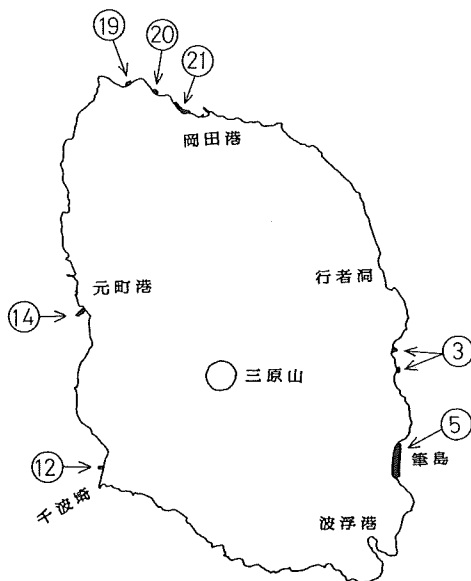 ⑲
⑳
㉑
岡田港
行者洞
元町港
⑭
③
三原山
⑤
筆島
⑫
千波埼
波浮港